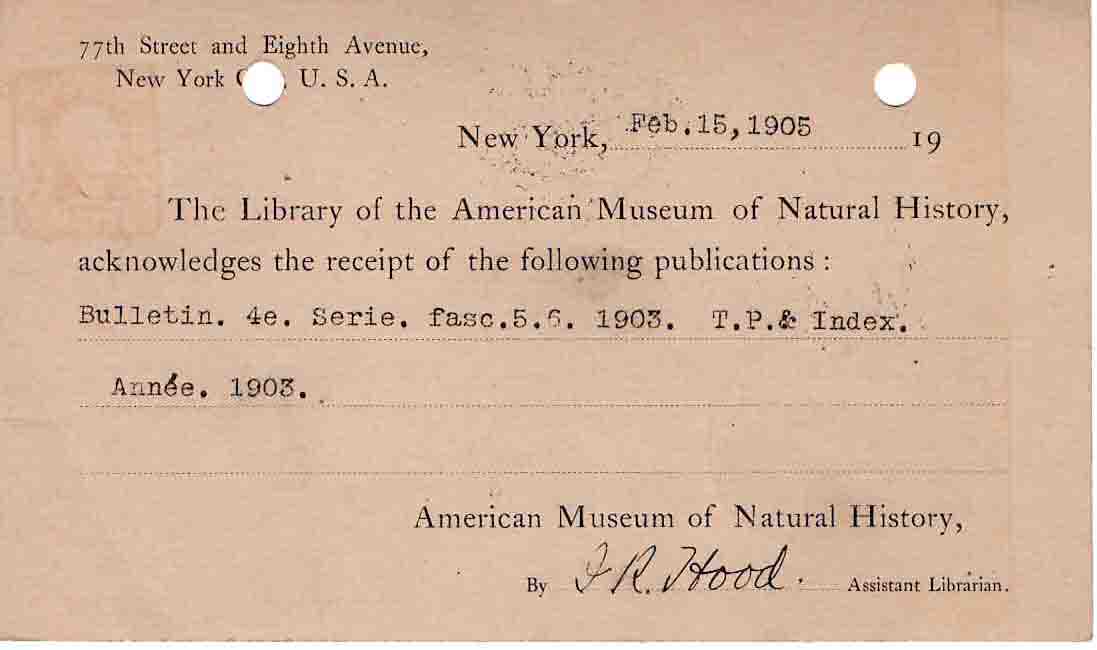 77th Street and Eighth Avenue,
New York U. S. A.
New York, Feb.15,1905 19
The Library of the American Museum of Natural History,
acknowledges the receipt of the following publications :
Bulletin. 4e. Serie. fasc.5.6. 1903. T.P.& Index.
Année. 1903.
American Museum of Natural History,
By I R. Hood. Assistant Librarian.